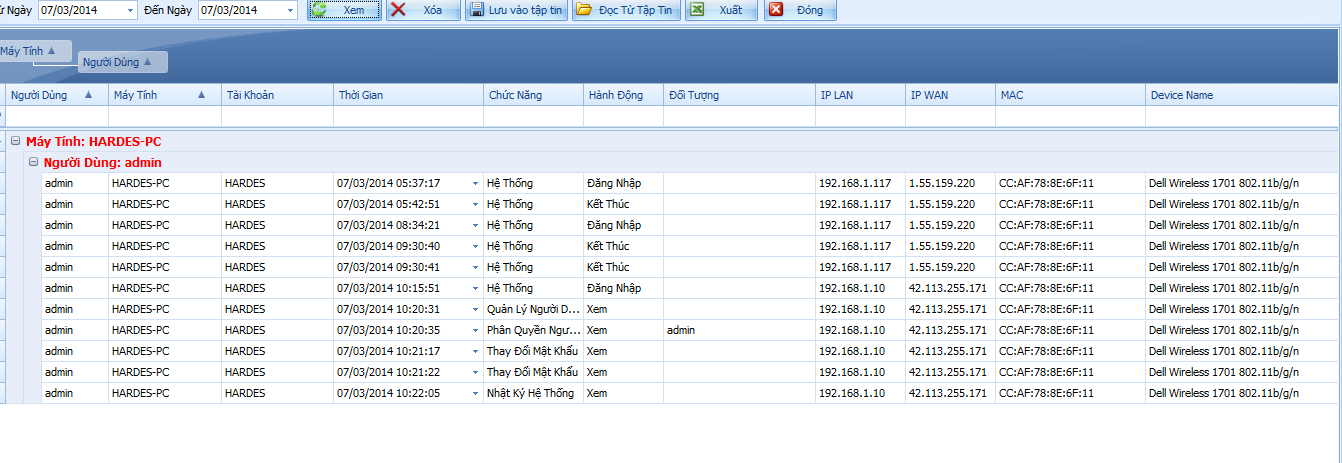 ừ Ngày 07/03/2014 Đến Ngày 07/03/2014 Xem Xóa Lưu vào tập tin Đọc Từ Tập Tin Xuất Đóng
Máy Tính
Người Dùng
Người Dùng Máy Tính Tài Khoản Thời Gian Chức Năng Hành Động Đối Tượng IP LAN IP WAN MAC Device Name
Máy Tính: HARDES-PC
Người Dùng: admin
admin HARDES-PC HARDES 07/03/2014 05:37:17 Hệ Thống Đăng Nhập 192.168.1.117 1.55.159.220 CC:AF:78:8E:6F:11 Dell Wireless 1701 802.11b/g/n
admin HARDES-PC HARDES 07/03/2014 05:42:51 Hệ Thống Kết Thúc 192.168.1.117 1.55.159.220 CC:AF:78:8E:6F:11 Dell Wireless 1701 802.11b/g/n
admin HARDES-PC HARDES 07/03/2014 08:34:21 Hệ Thống Đăng Nhập 192.168.1.117 1.55.159.220 CC:AF:78:8E:6F:11 Dell Wireless 1701 802.11b/g/n
admin HARDES-PC HARDES 07/03/2014 09:30:40 Hệ Thống Kết Thúc 192.168.1.117 1.55.159.220 CC:AF:78:8E:6F:11 Dell Wireless 1701 802.11b/g/n
admin HARDES-PC HARDES 07/03/2014 09:30:41 Hệ Thống Kết Thúc 192.168.1.117 1.55.159.220 CC:AF:78:8E:6F:11 Dell Wireless 1701 802.11b/g/n
admin HARDES-PC HARDES 07/03/2014 10:15:51 Hệ Thống Đăng Nhập 192.168.1.10 42.113.255.171 CC:AF:78:8E:6F:11 Dell Wireless 1701 802.11b/g/n
admin HARDES-PC HARDES 07/03/2014 10:20:31 Quản Lý Người D... Xem 192.168.1.10 42.113.255.171 CC:AF:78:8E:6F:11 Dell Wireless 1701 802.11b/g/n
admin HARDES-PC HARDES 07/03/2014 10:20:35 Phân Quyền Ngư... Xem admin 192.168.1.10 42.113.255.171 CC:AF:78:8E:6F:11 Dell Wireless 1701 802.11b/g/n
admin HARDES-PC HARDES 07/03/2014 10:21:17 Thay Đổi Mật Khẩu Xem 192.168.1.10 42.113.255.171 CC:AF:78:8E:6F:11 Dell Wireless 1701 802.11b/g/n
admin HARDES-PC HARDES 07/03/2014 10:21:22 Thay Đổi Mật Khẩu Xem 192.168.1.10 42.113.255.171 CC:AF:78:8E:6F:11 Dell Wireless 1701 802.11b/g/n
admin HARDES-PC HARDES 07/03/2014 10:22:05 Nhật Ký Hệ Thống Xem 192.168.1.10 42.113.255.171 CC:AF:78:8E:6F:11 Dell Wireless 1701 802.11b/g/n